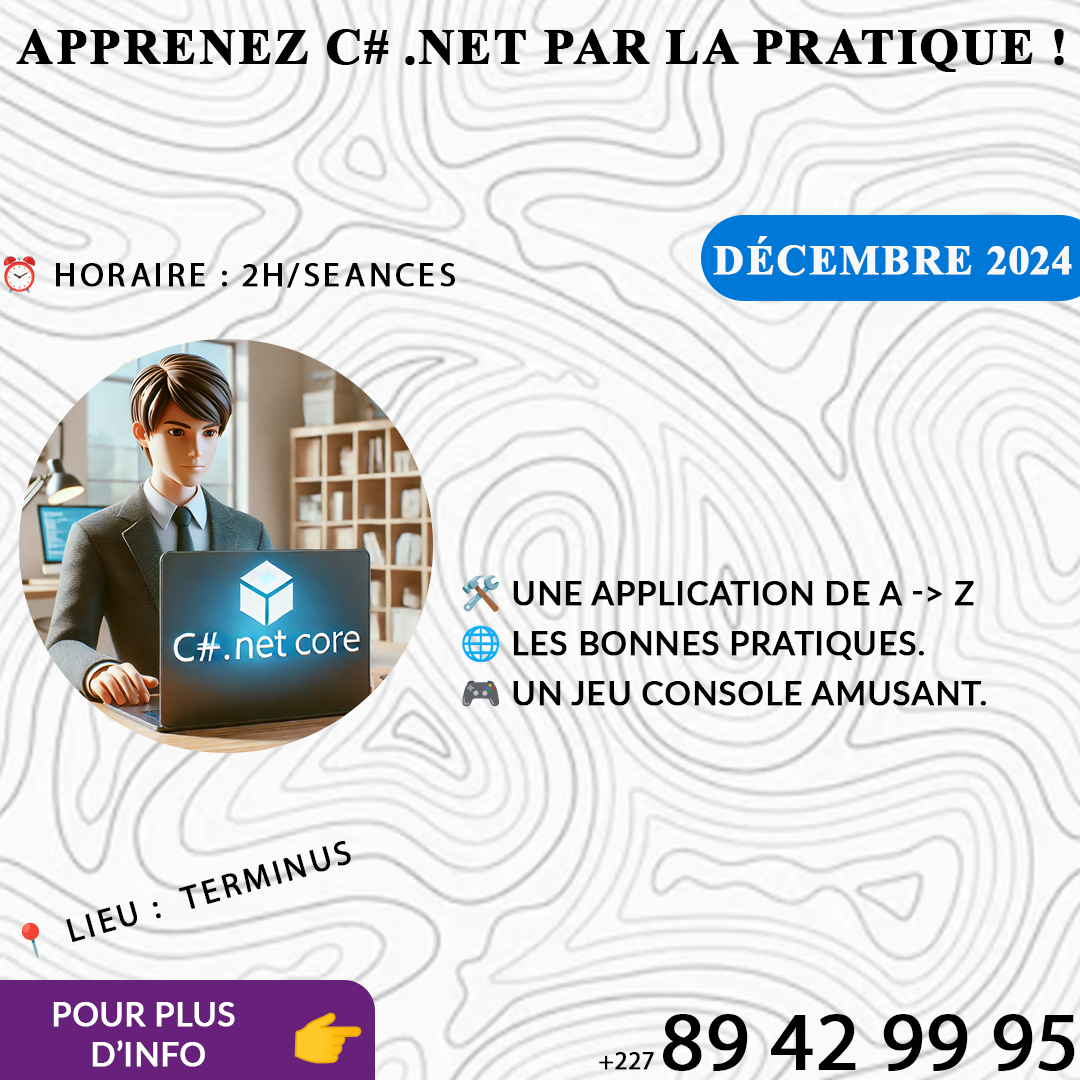 APPRENEZ C# .NET PAR LA PRATIQUE !
DÉCEMBRE 2024
⏰ HORAIRE : 2H/SEANCES
C#.net core
🛠️ UNE APPLICATION DE A -> Z
🌐 LES BONNES PRATIQUES.
🎮 UN JEU CONSOLE AMUSANT.
📍 LIEU : TERMINUS
POUR PLUS
D’INFO
+227 89 42 99 95